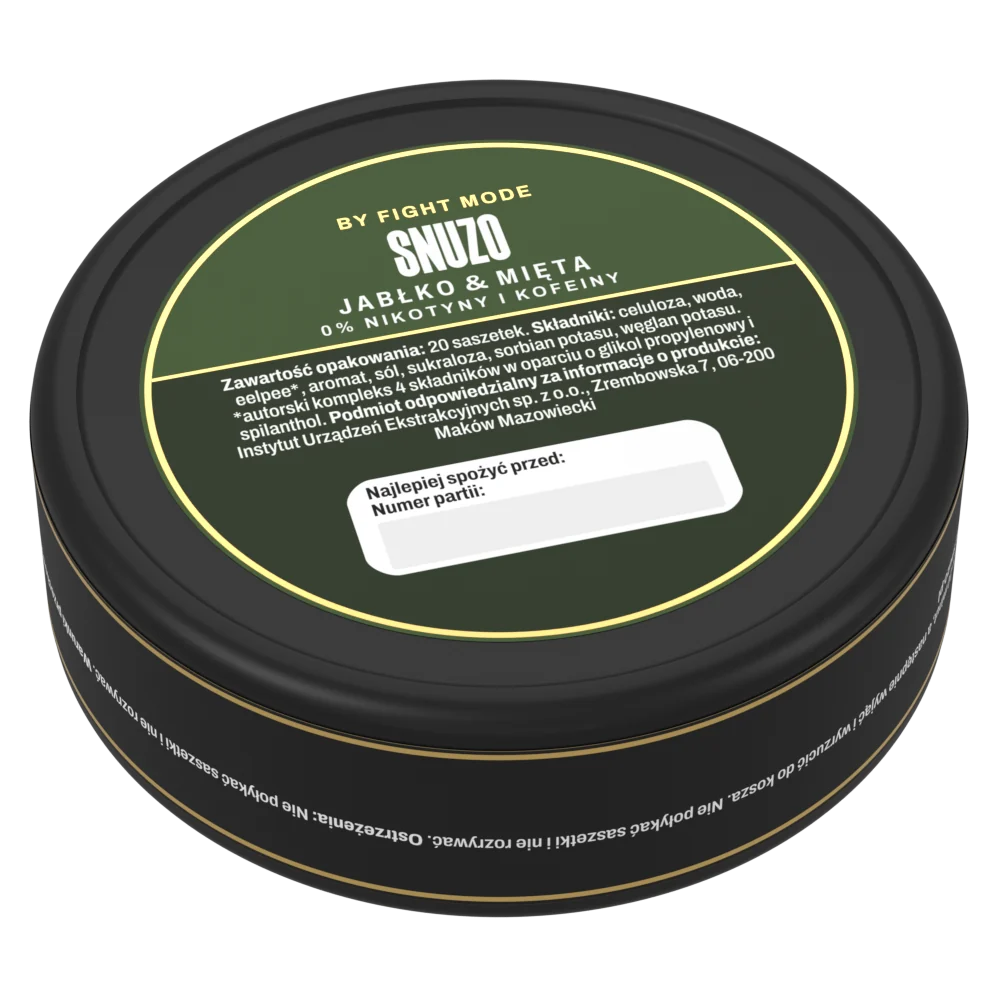 BY FIGHT MODE
SNUZO
JABŁKO & MIĘTA
0% NIKOTYNY I KOFEINY
Zawartość opakowania: 20 saszetek. Składniki: celuloza, woda,
eelpee*, aromat, sól, sukraloza, sorbian potasu, węglan potasu.
*autorski kompleks 4 składników w oparciu o glikol propylenowy i
spilanthol. Podmiot odpowiedzialny za informacje o produkcie:
Instytut Urządzeń Ekstrakcyjnych sp. z o.o., Zrembowska 7, 06-200
Maków Mazowiecki
Najlepiej spożyć przed:
Numer partii:
a następnie wyjąć i wyrzucić do kosza. Nie połykać saszetki i nie rozrywać. Ostrzeżenia: Nie połykać saszetki i nie rozrywać. Warunki